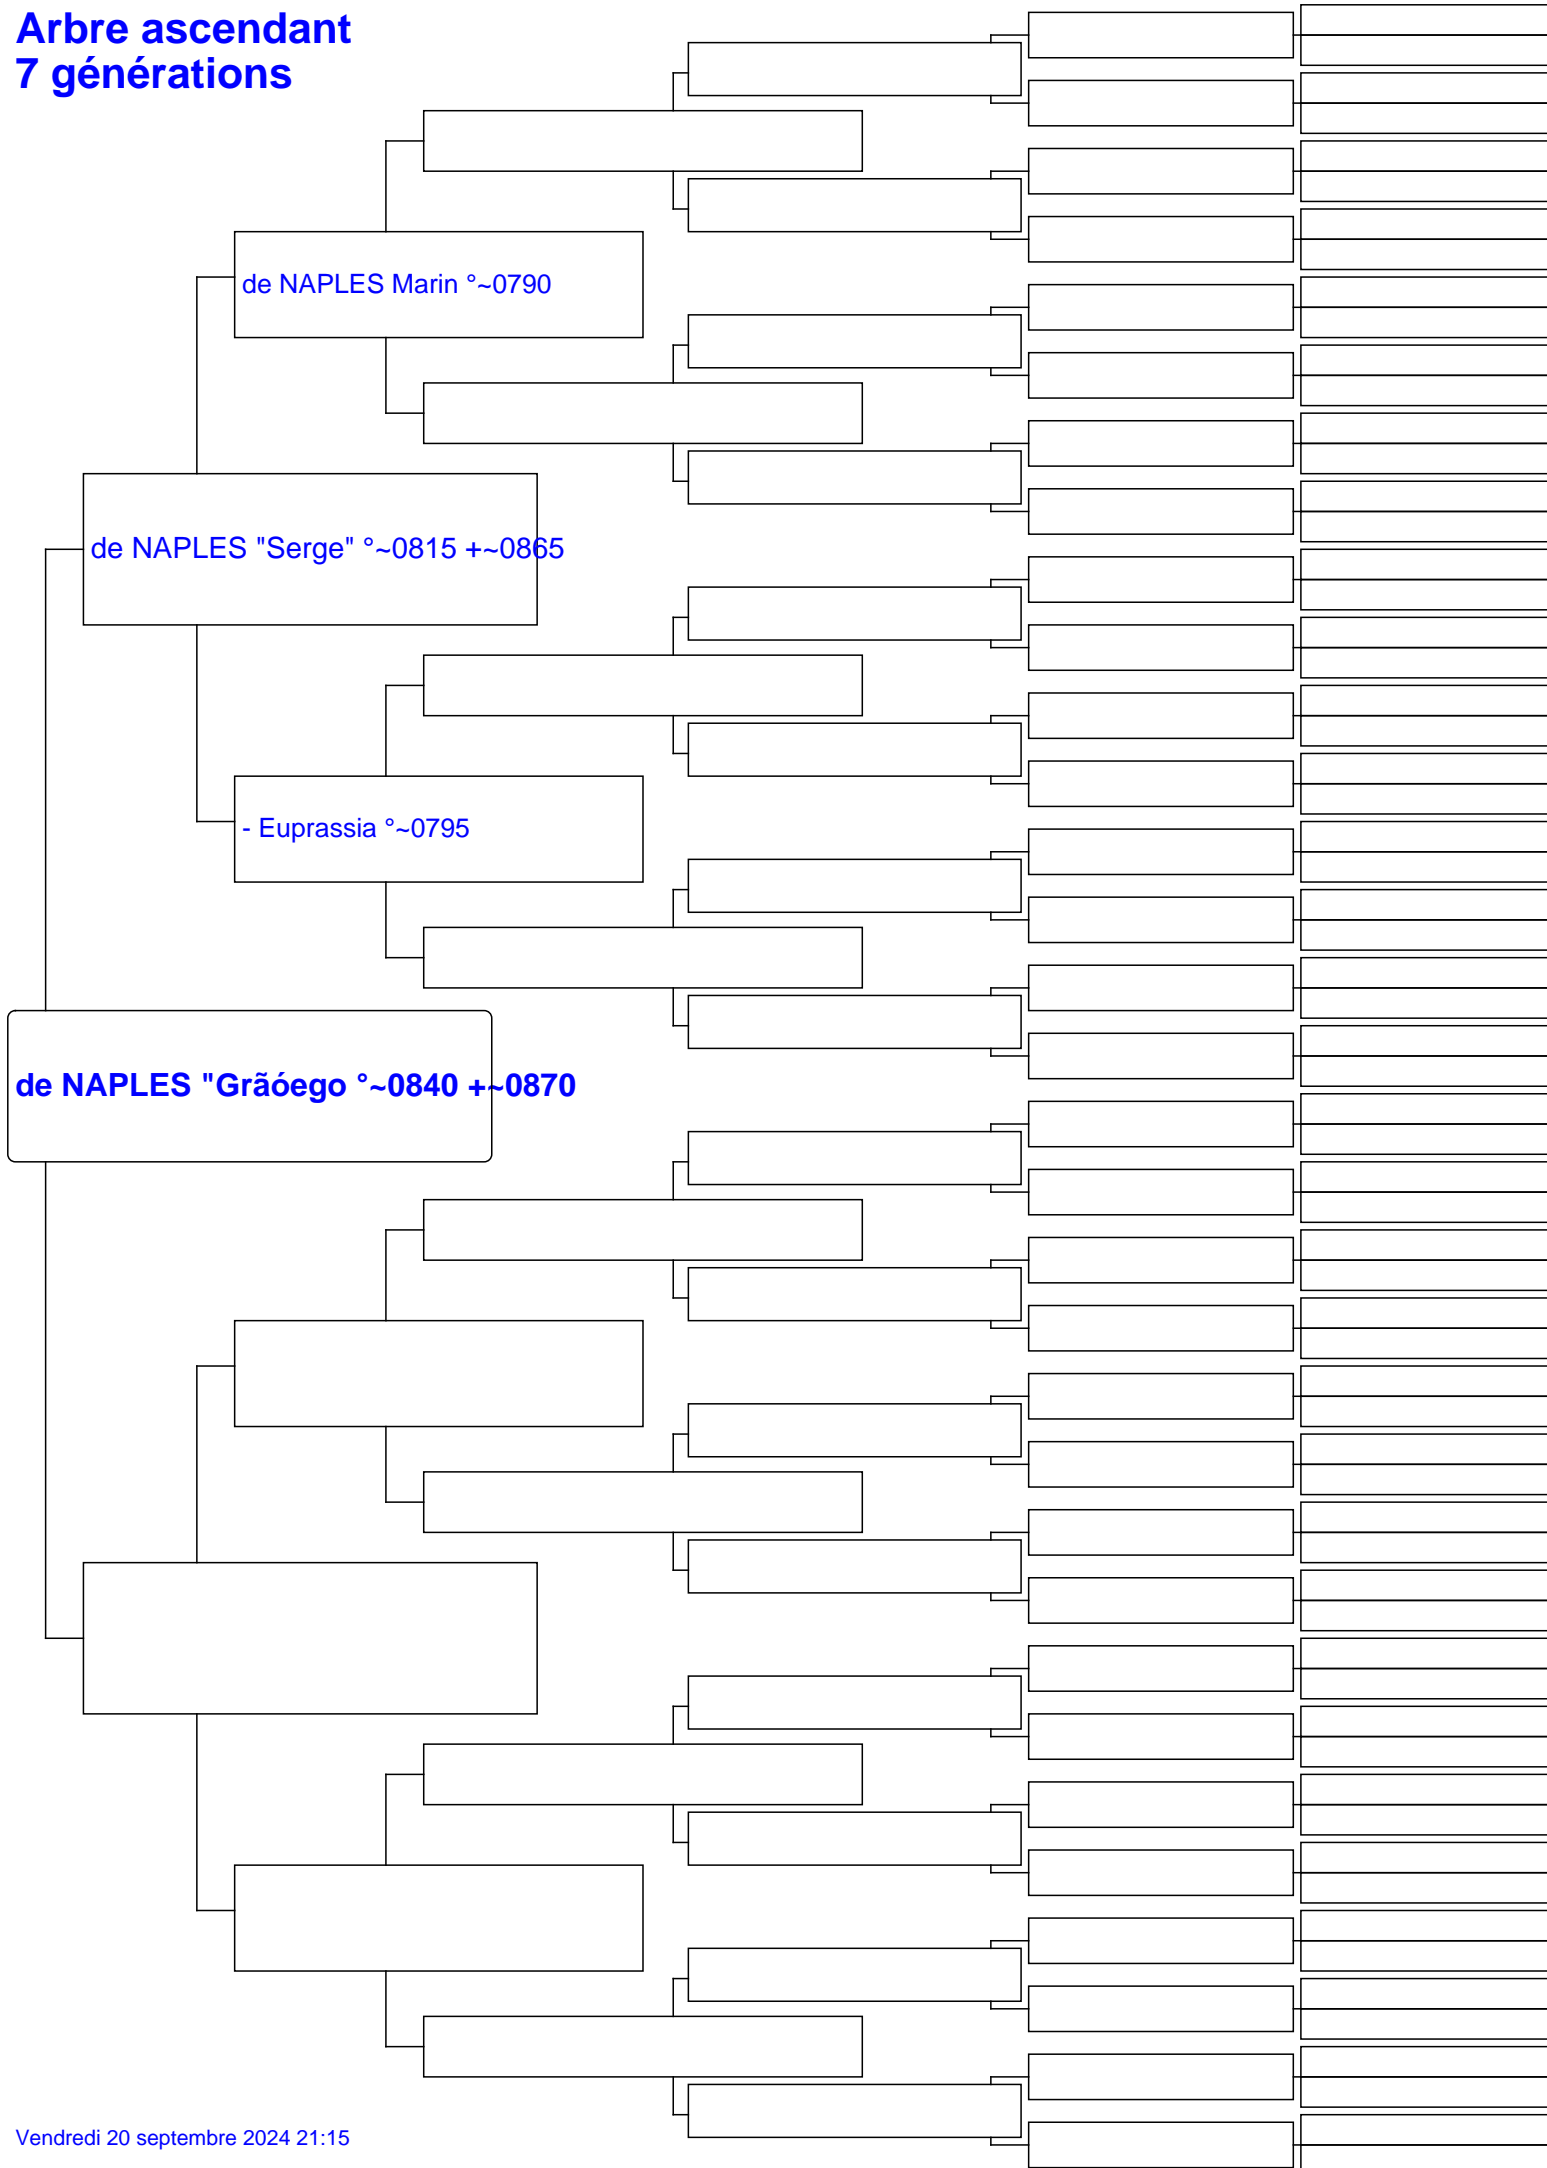 Arbre ascendant
7 générations
de NAPLES Marin °~0790
de NAPLES "Serge" °~0815 +~0865
- Euprassia °~0795
de NAPLES "Grãóego °~0840 +~0870
Vendredi 20 septembre 2024 21:15